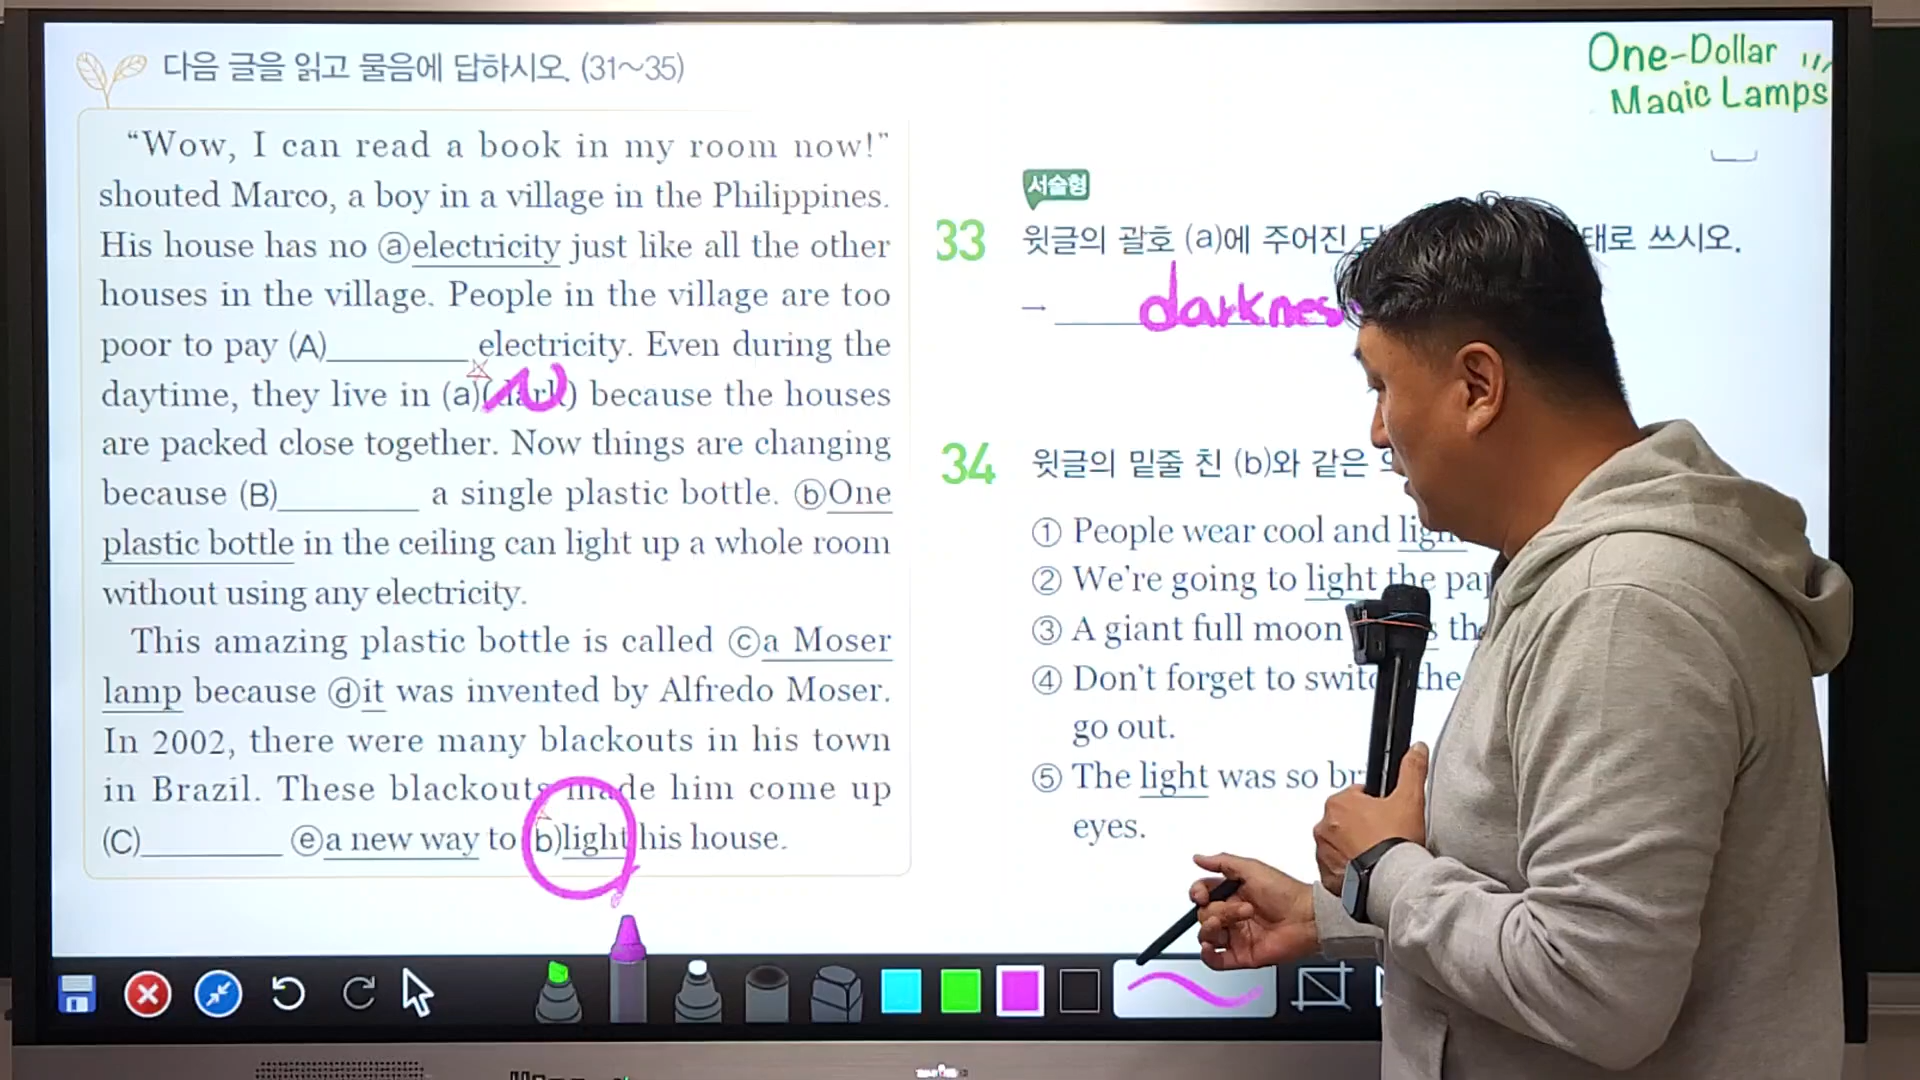 다음 글을 읽고 물음에 답하시오. (31~35)
One-Dollar
Magic Lamps
“Wow, I can read a book in my room now!”
shouted Marco, a boy in a village in the Philippines.
His house has no ⓐelectricity just like all the other
houses in the village. People in the village are too
poor to pay (A)__________ electricity. Even during the
daytime, they live in (a)(dark) because the houses
are packed close together. Now things are changing
because (B)__________ a single plastic bottle. ⓑOne
plastic bottle in the ceiling can light up a whole room
without using any electricity.
This amazing plastic bottle is called ⓒa Moser
lamp because ⓓit was invented by Alfredo Moser.
In 2002, there were many blackouts in his town
in Brazil. These blackouts made him come up
(C)__________ ⓔa new way to (b)light his house.
서술형
33 윗글의 괄호 (a)에 주어진 태로 쓰시오.
→ darkness
34 윗글의 밑줄 친 (b)와 같은
① People wear cool and light
② We’re going to light the
③ A giant full moon
④ Don’t forget to switch the
go out.
⑤ The light was so
eyes.